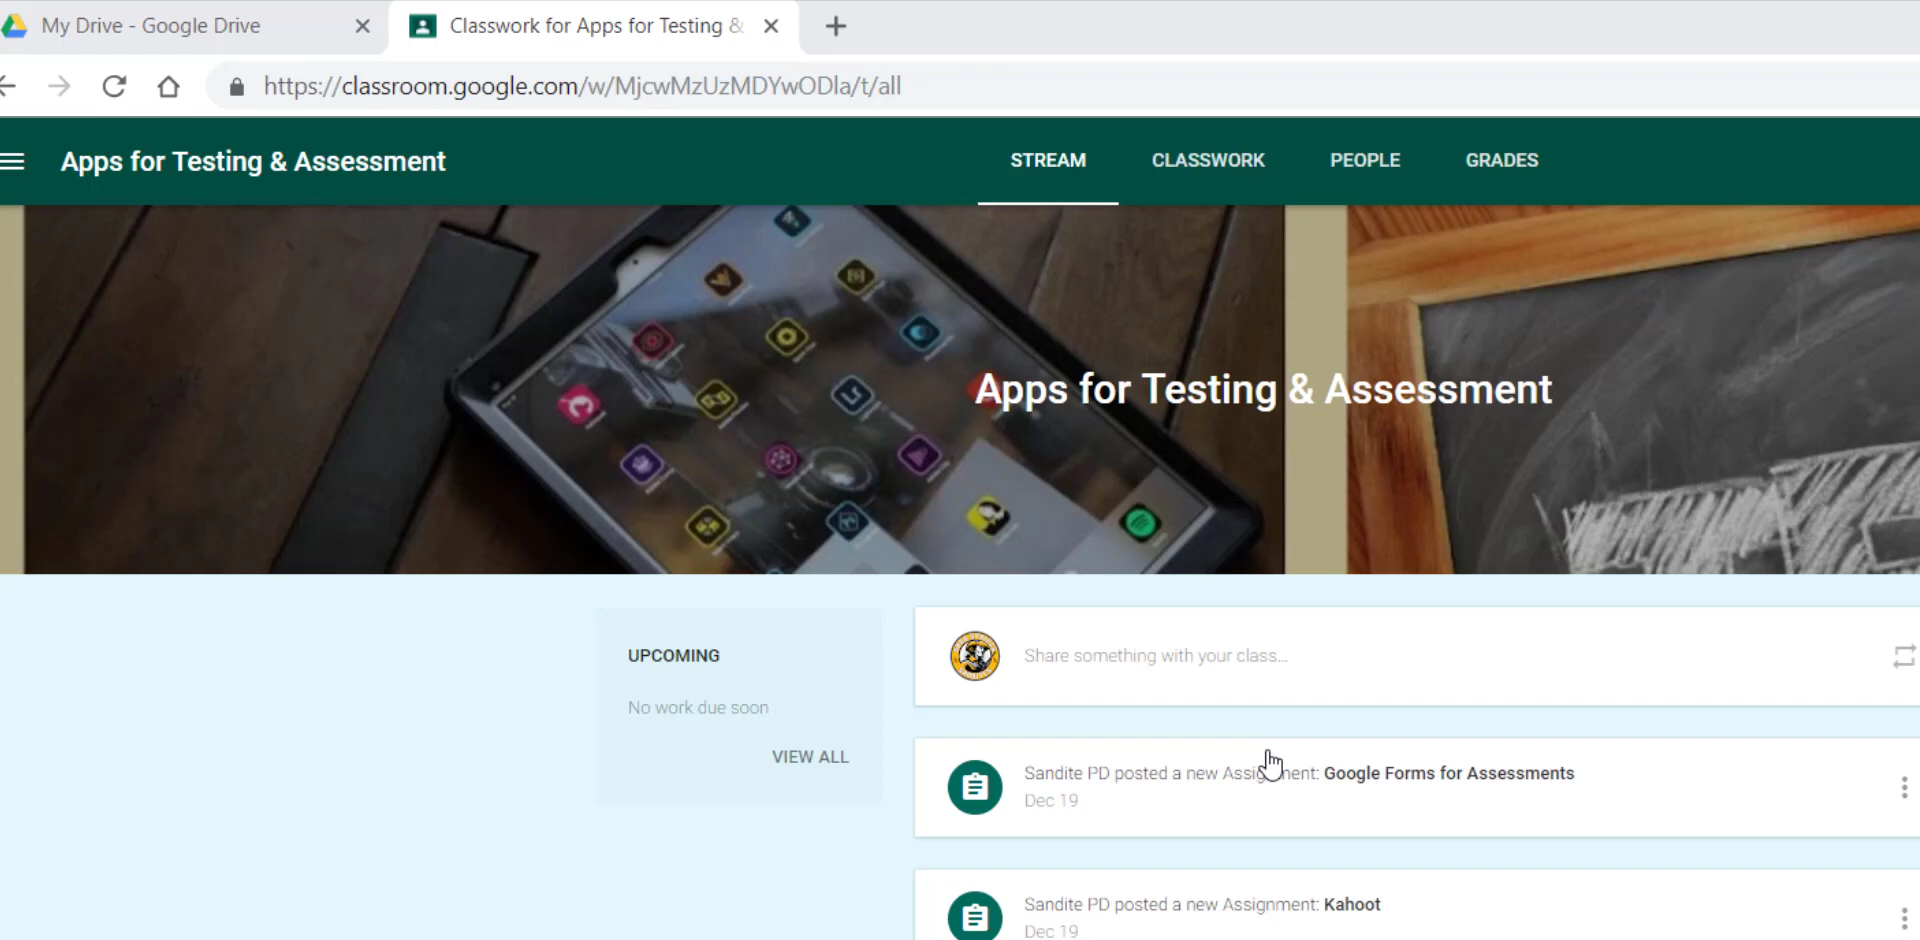 My Drive - Google Drive
Classwork for Apps for Testing &
https://classroom.google.com/w/MjcwMzUzMDYwODla/t/all
Apps for Testing & Assessment
STREAM
CLASSWORK
PEOPLE
GRADES
Apps for Testing & Assessment
UPCOMING
No work due soon
VIEW ALL
Share something with your class...
Sandite PD posted a new Assignment: Google Forms for Assessments
Dec 19
Sandite PD posted a new Assignment: Kahoot
Dec 19